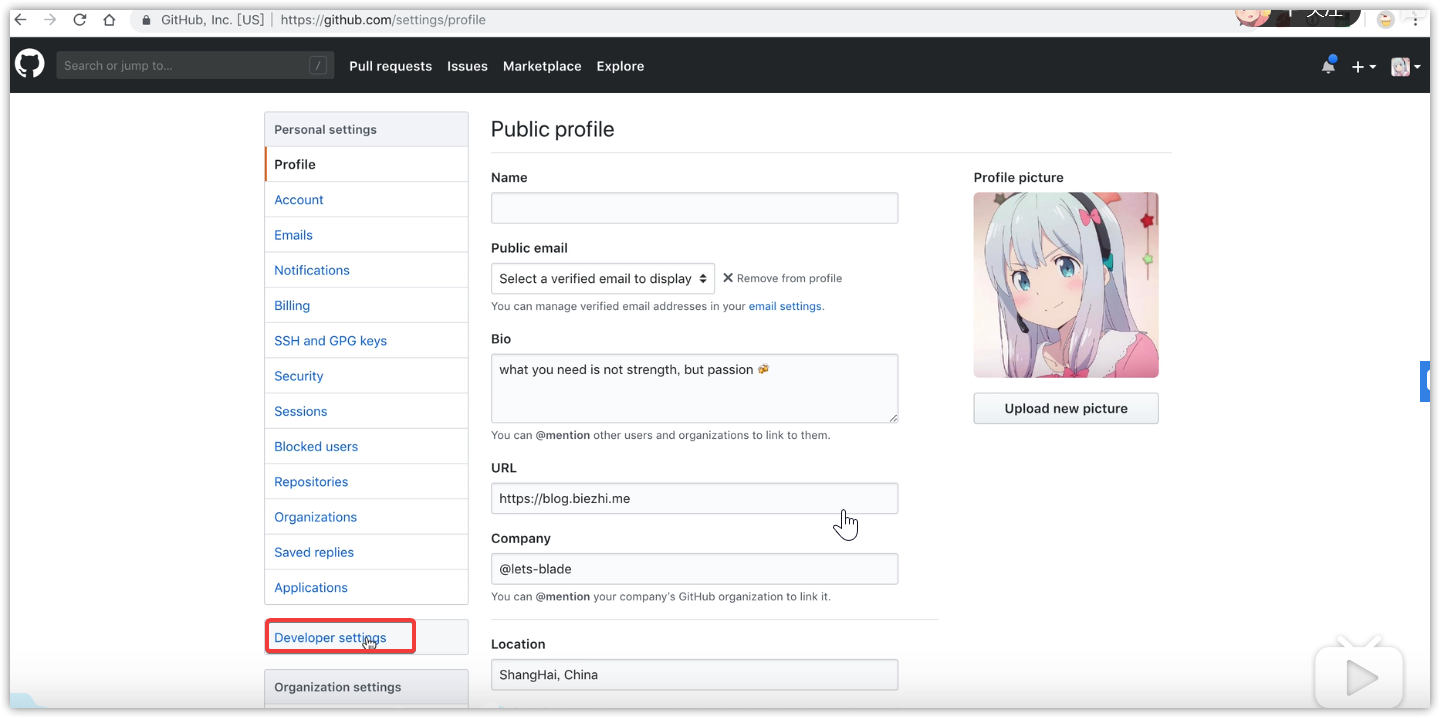 GitHub, Inc. [US] | https://github.com/settings/profile
关注
Search or jump to... /
Pull requests Issues Marketplace Explore
Personal settings
Profile
Account
Emails
Notifications
Billing
SSH and GPG keys
Security
Sessions
Blocked users
Repositories
Organizations
Saved replies
Applications
Developer settings
Organization settings
Public profile
Name
Public email
Select a verified email to display
Remove from profile
You can manage verified email addresses in your email settings.
Bio
what you need is not strength, but passion
You can @mention other users and organizations to link to them.
URL
https://blog.biezhi.me
Company
@lets-blade
You can @mention your company's GitHub organization to link it.
Location
ShangHai, China
Profile picture
Upload new picture